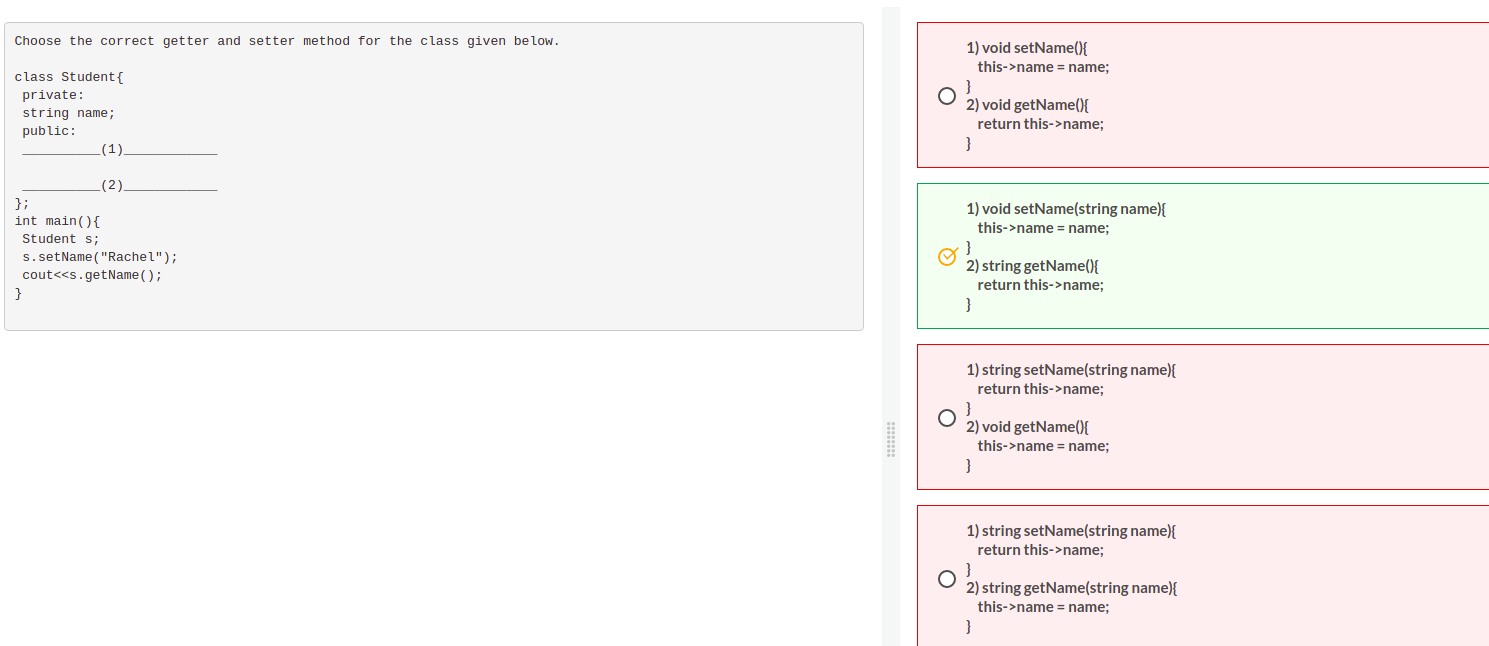 Choose the correct getter and setter method for the class given below.
class Student{
private:
string name;
public:
__________(1)____________
__________(2)____________
};
int main(){
Student s;
s.setName("Rachel");
cout<<s.getName();
}
1) void setName(){
this->name = name;
}
2) void getName(){
return this->name;
}
1) void setName(string name){
this->name = name;
}
2) string getName(){
return this->name;
}
1) string setName(string name){
return this->name;
}
2) void getName(){
this->name = name;
}
1) string setName(string name){
return this->name;
}
2) string getName(string name){
this->name = name;
}